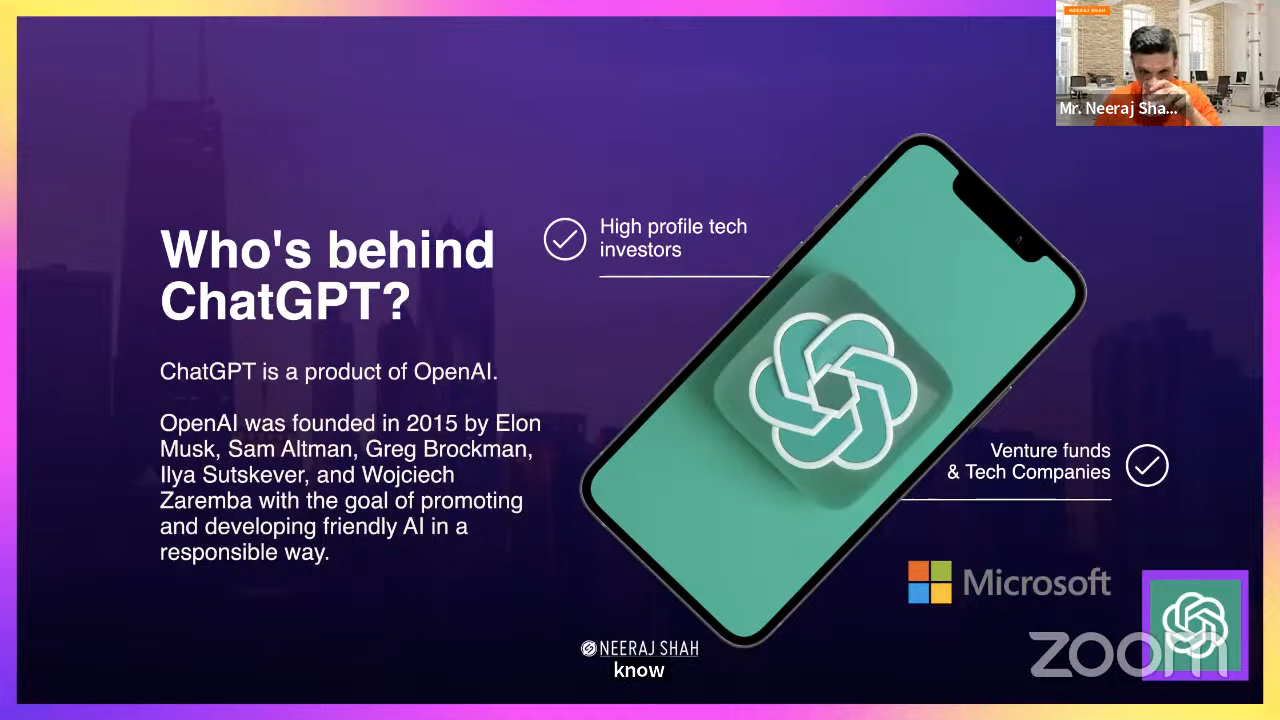 NEERAJ SHAH
Mr. Neeraj Sha...
Who's behind
ChatGPT?
ChatGPT is a product of OpenAI.
OpenAI was founded in 2015 by Elon
Musk, Sam Altman, Greg Brockman,
Ilya Sutskever, and Wojciech
Zaremba with the goal of promoting
and developing friendly AI in a
responsible way.
High profile tech
investors
Venture funds
& Tech Companies
Microsoft
NEERAJ SHAH
know
zoom